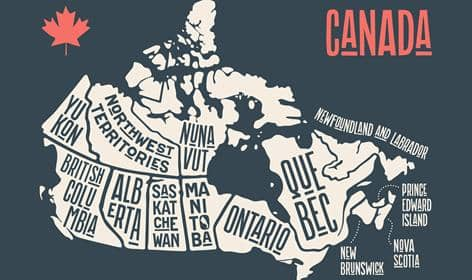 CANADA
YU
KON
NORTHWEST
TERRITORIES
NUNA
VUT
NEWFOUNDLAND AND LABRADOR
BRITISH
COLU
MBIA
ALB
ERTA
SAS
KAT
CHE
WAN
MA
NI
TO
BA
ONTARIO
QUÉ
BEC
PRINCE
EDWARD
ISLAND
NOVA
SCOTIA
NEW
BRUNSWICK